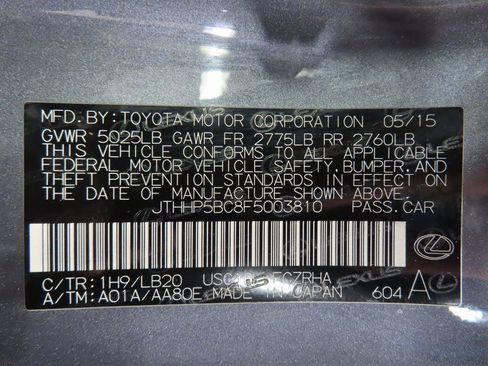 MFD.BY:TOYOTA MOTOR CORPORATION 05/15
GVWR 5025LB GAWR FR 2775LB RR 2760LB
THIS VEHICLE CONFORMS TO ALL APPLICABLE
FEDERAL MOTOR VEHICLE SAFETY,BUMPER,AND
THEFT PREVENTION STANDARDS IN EFFECT ON
THE DATE OF MANUFACTURE SHOWN ABOVE.
JTHHP5BC8F5003810 PASS.CAR
C/TR:1H9/LB20
A/TM:A01A/AA80E MADE IN JAPAN 604 A
LEXUS